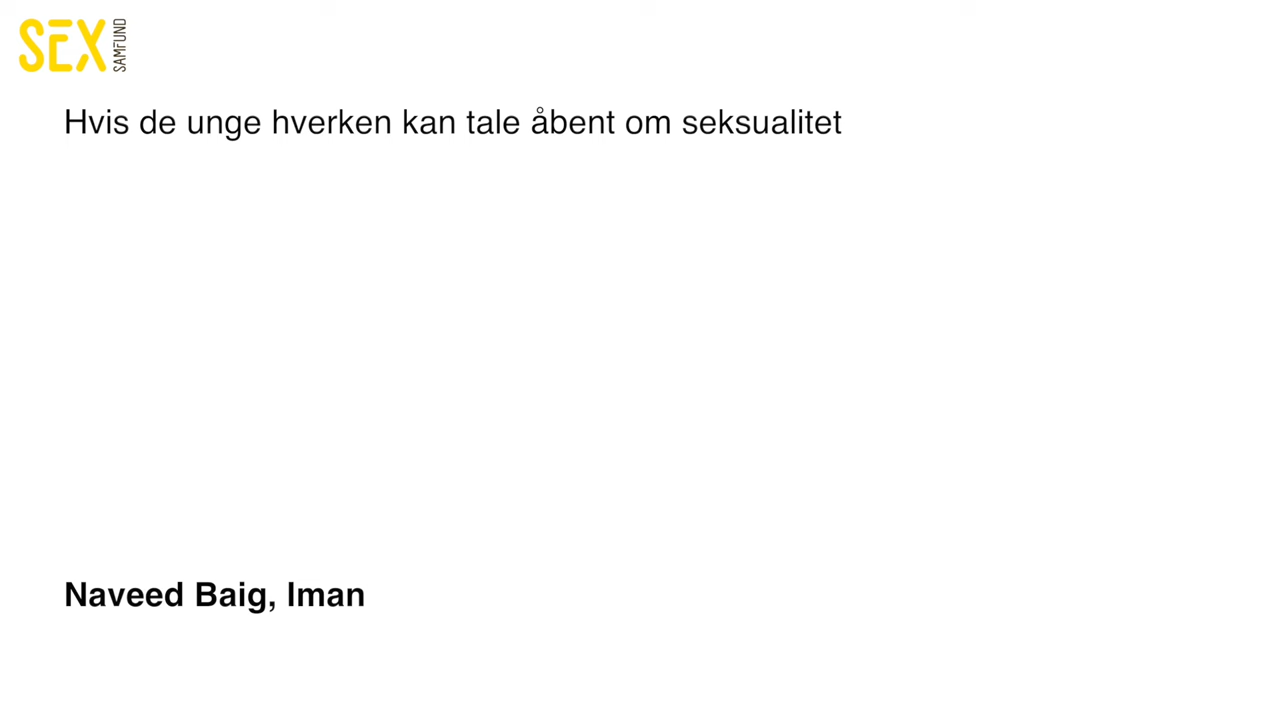 SEX
SAMFUND
Hvis de unge hverken kan tale åbent om seksualitet
Naveed Baig, Iman